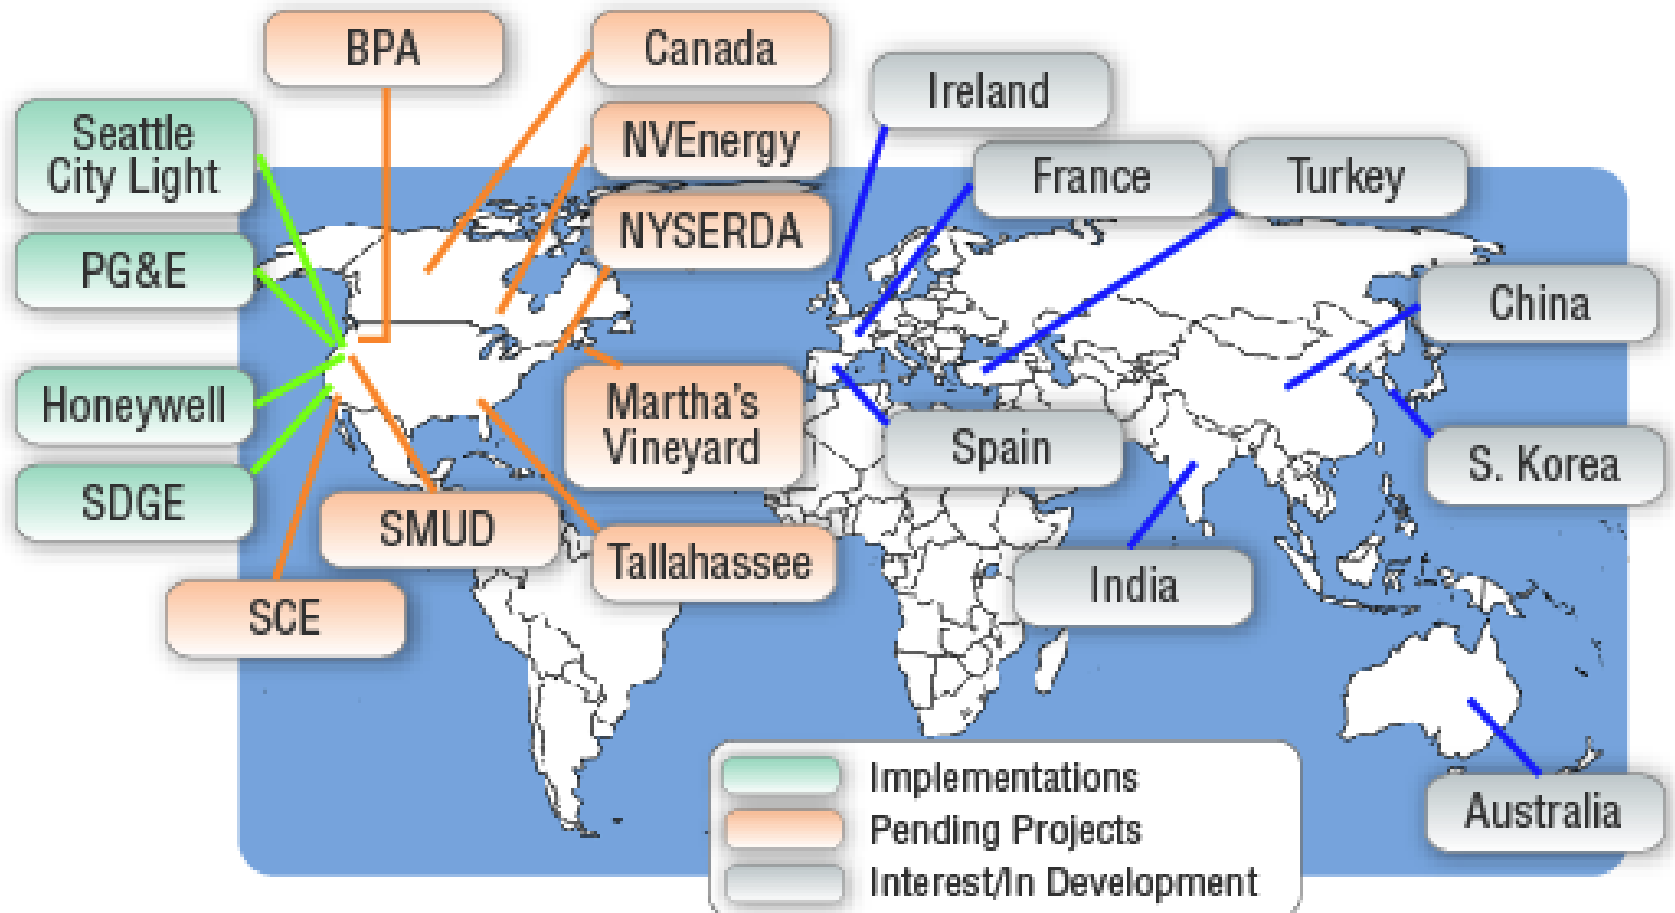 BPA
Canada
Ireland
Seattle
City Light
NVEnergy
France
Turkey
NYSERDA
PG&E
China
Honeywell
Martha's
Vineyard
Spain
S. Korea
SDGE
SMUD
Tallahassee
India
SCE
Implementations
Pending Projects
Interest/In Development
Australia